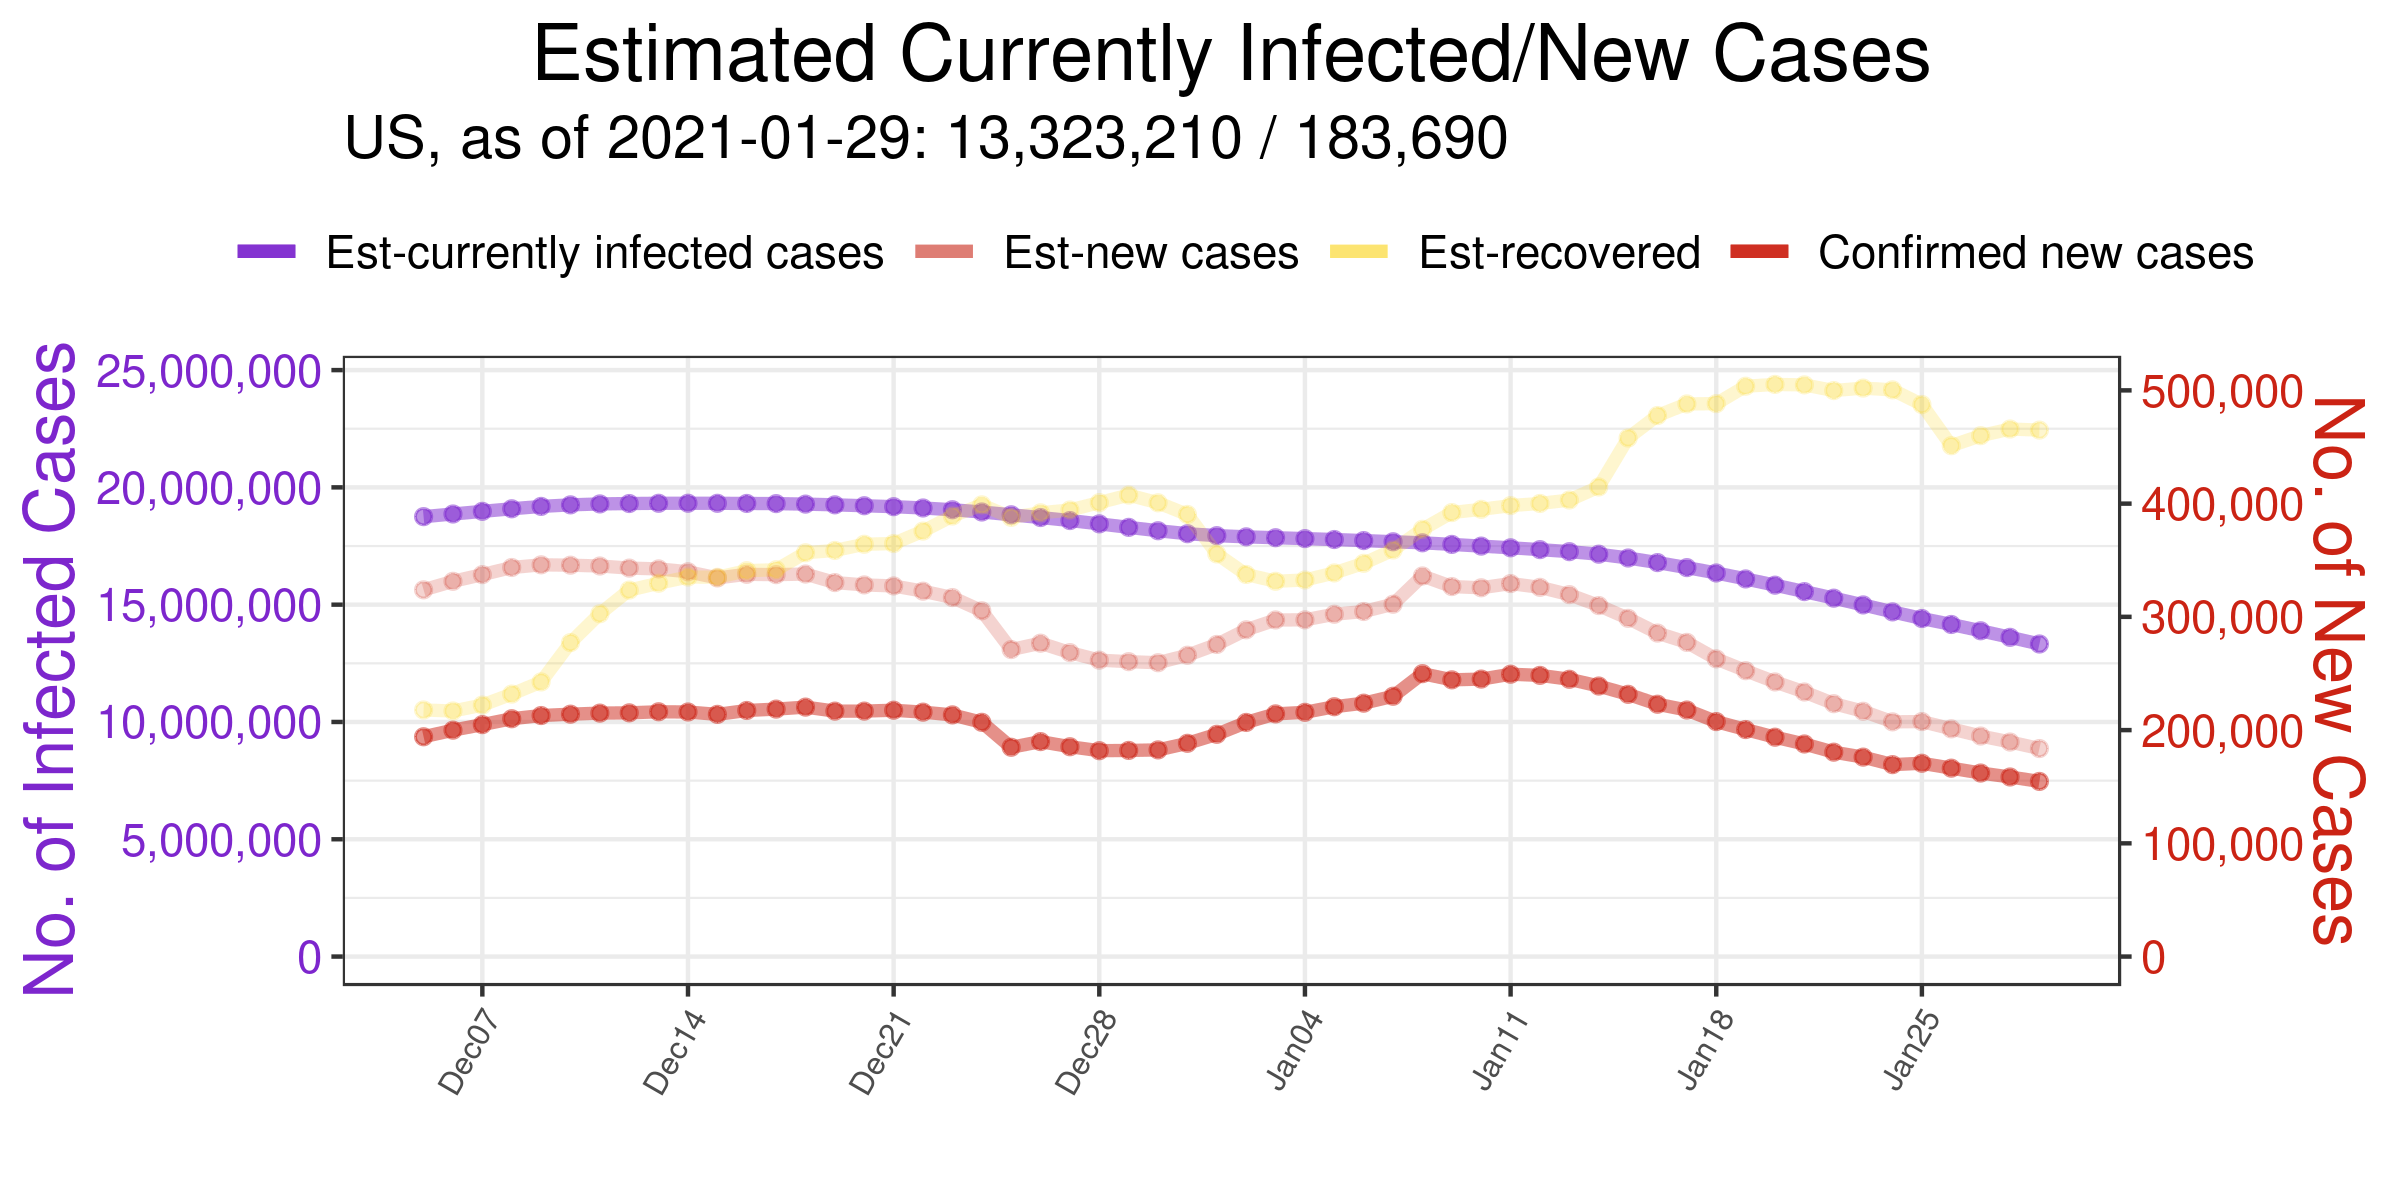 Estimated Currently Infected/New Cases
US, as of 2021-01-29: 13,323,210 / 183,690
Est-currently infected cases Est-new cases Est-recovered Confirmed new cases
No. of Infected Cases
25,000,000
20,000,000
15,000,000
10,000,000
5,000,000
0
500,000
400,000
300,000
200,000
100,000
0
No. of New Cases
Dec07 Dec14 Dec21 Dec28 Jan04 Jan11 Jan18 Jan25